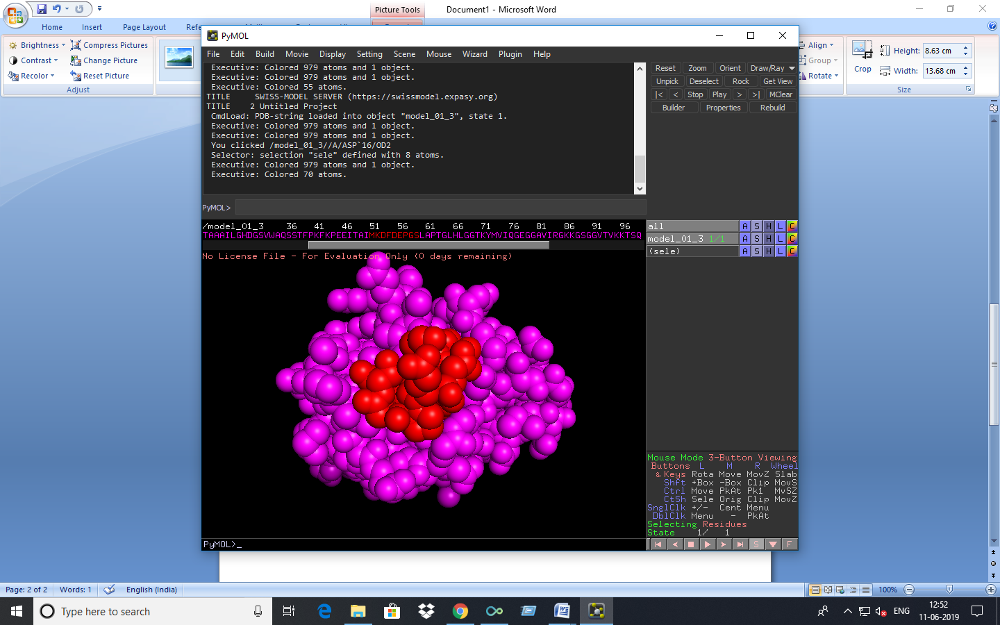 Picture Tools
Document1 - Microsoft Word
Home
Insert
Page Layout
Refe
Brightness
Compress Pictures
Contrast
Change Picture
Recolor
Reset Picture
Adjust
PyMOL
File Edit Build Movie Display Setting Scene Mouse Wizard Plugin Help
Executive: Colored 979 atoms and 1 object.
Executive: Colored 979 atoms and 1 object.
Executive: Colored 55 atoms.
TITLE SWISS-MODEL SERVER (https://swissmodel.expasy.org)
TITLE 2 Untitled Project
CmdLoad: PDB-string loaded into object "model_01_3", state 1.
Executive: Colored 979 atoms and 1 object.
Executive: Colored 979 atoms and 1 object.
You clicked /model_01_3//A/ASP`16/OD2
Selector: selection "sele" defined with 8 atoms.
Executive: Colored 979 atoms and 1 object.
Executive: Colored 70 atoms.
PyMOL>
Reset Zoom Orient Draw/Ray
Unpick Deselect Rock Get View
|< < Stop Play > >| MClear
Builder Properties Rebuild
Align
Group
Rotate
Crop
Height: 8.63 cm
Width: 13.68 cm
Size
/model_01_3 36 41 46 51 56 61 66 71 76 81 86 91 96
TAAAILGHDGSVWAQSSTFPKFKPEEITAIMKDFDEPGSLAPTGLHLGGTKYMVIQGEGGAVIRGKKGSGGVTVKKTSQ
No License File - For Evaluation Only (0 days remaining)
all A S H L C
model_01_3 1/1 A S H L C
(sele) A S H L C
Mouse Mode 3-Button Viewing
Buttons L M R Wheel
& Keys Rota Move MovZ Slab
Shft +Box -Box Clip MovS
Ctrl Move PkAt Pk1 MvSZ
CtSh Sele Orig Clip MovZ
SnglClk +/- Cent Menu
DblClk Menu - PkAt
Selecting Residues
State 1/ 1
S F
PyMOL>_
Page: 2 of 2
Words: 1
English (India)
100%
Type here to search
ENG
12:52
11-06-2019